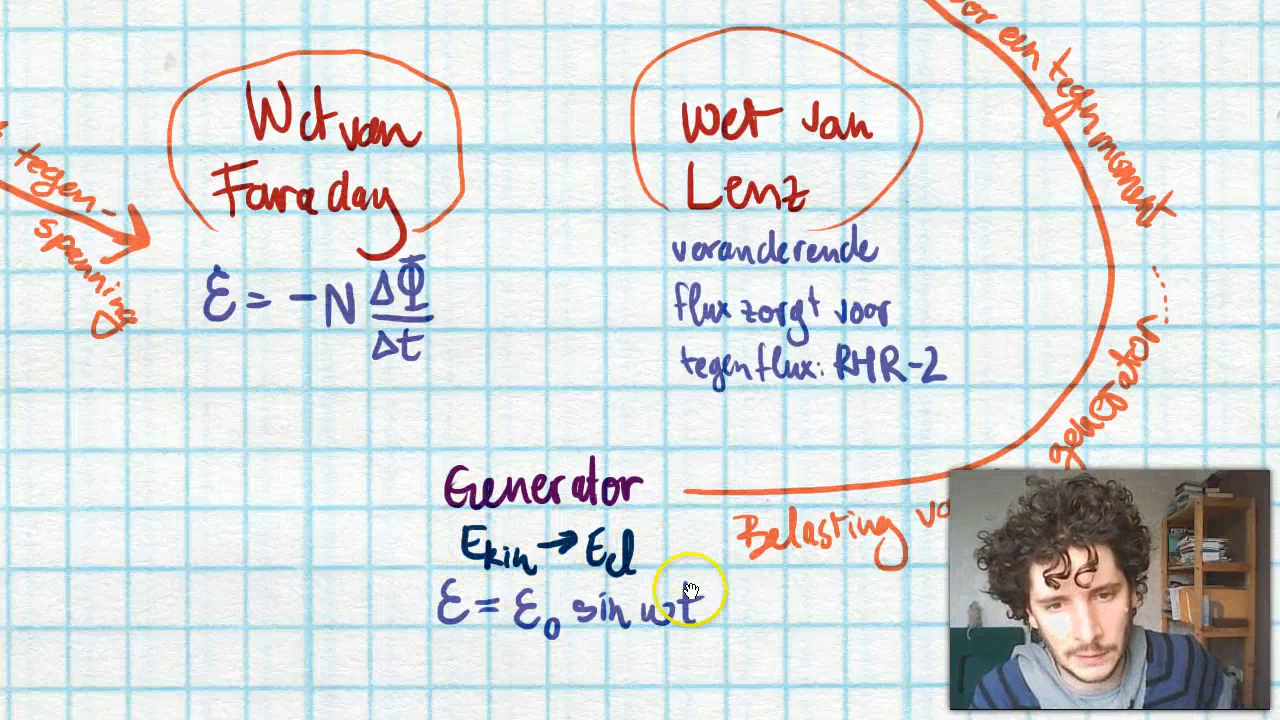 Wet van
Faraday
ε = -N ΔΦ/Δt
tegen-
spanning
wet van
Lenz
veranderende
flux zorgt voor
tegenflux: RHR-2
voor een tegenmoment
generator
Generator
Ekin → Eel
ε = ε₀ sin ωt
Belasting